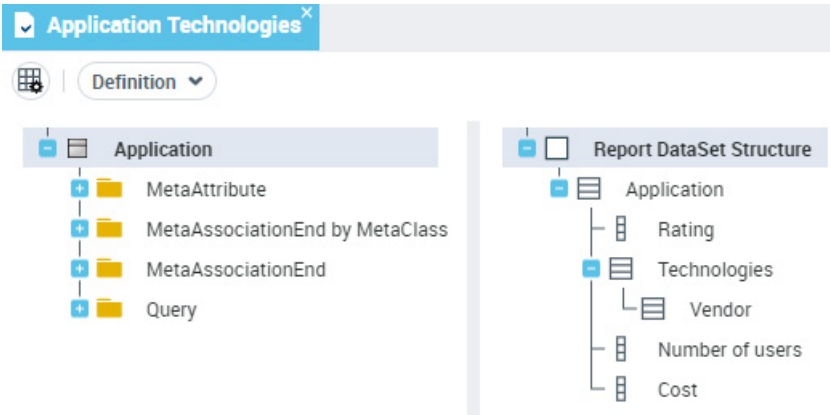 Application Technologies
Definition
Application
MetaAttribute
MetaAssociationEnd by MetaClass
MetaAssociationEnd
Query
Report DataSet Structure
Application
Rating
Technologies
Vendor
Number of users
Cost